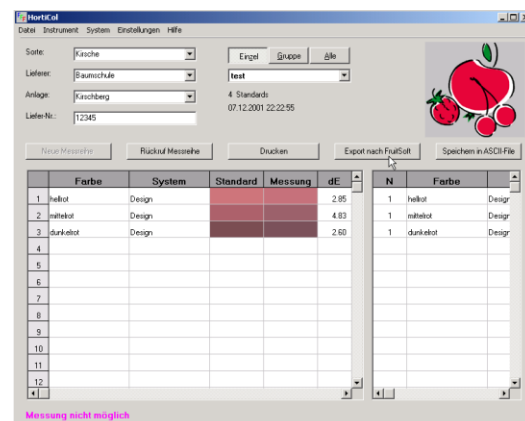 HortiCol
Datei Instrument System Einstellungen Hilfe
Sorte: Kirsche
Einzel Gruppe Alle
Lieferer: Baumschule
test
Anlage: Kirschberg
4 Standards
07.12.2001 22:22:55
Liefer-Nr.: 12345
Neue Messreihe Rückruf Messreihe Drucken Export nach FruitSoft Speichern in ASCII-File
Farbe System Standard Messung dE N Farbe
1 hellrot Design 2.85 1 hellrot Design
2 mittelrot Design 4.83 1 mittelrot Design
3 dunkelrot Design 2.60 1 dunkelrot Design
4
5
6
7
8
9
10
11
12
Messung nicht möglich